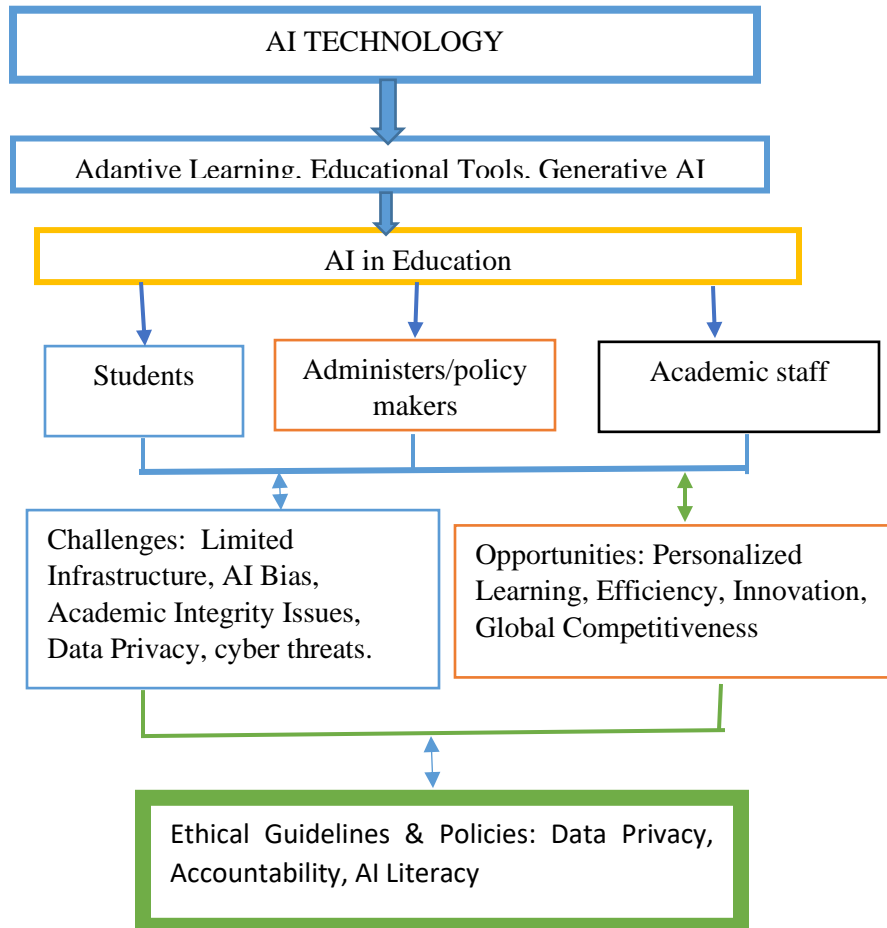 AI TECHNOLOGY
Adaptive Learning, Educational Tools, Generative AI
AI in Education
Students
Administers/policy
makers
Academic staff
Challenges: Limited
Infrastructure, AI Bias,
Academic Integrity Issues,
Data Privacy, cyber threats.
Opportunities: Personalized
Learning, Efficiency, Innovation,
Global Competitiveness
Ethical Guidelines & Policies: Data Privacy,
Accountability, AI Literacy